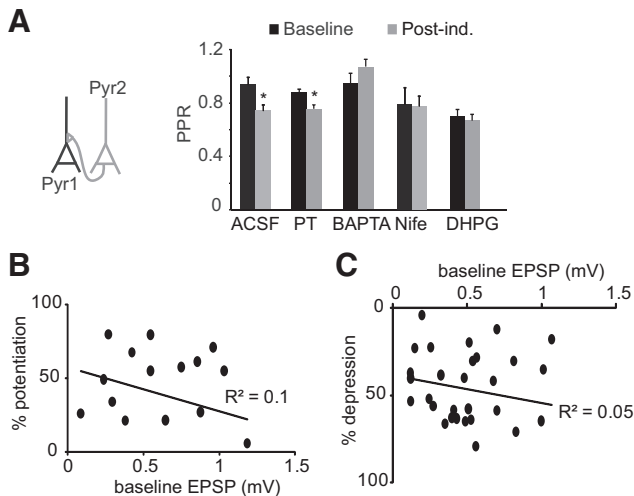 A
Baseline Post-ind.
Pyr2
Pyr1
PPR
1.2
0.8
0.4
0
ACSF PT BAPTA Nife DHPG
* *
B
% potentiation
100
50
0
0 0.5 1 1.5
baseline EPSP (mV)
R² = 0.1
C
baseline EPSP (mV)
0 0.5 1 1.5
0
50
100
% depression
R² = 0.05